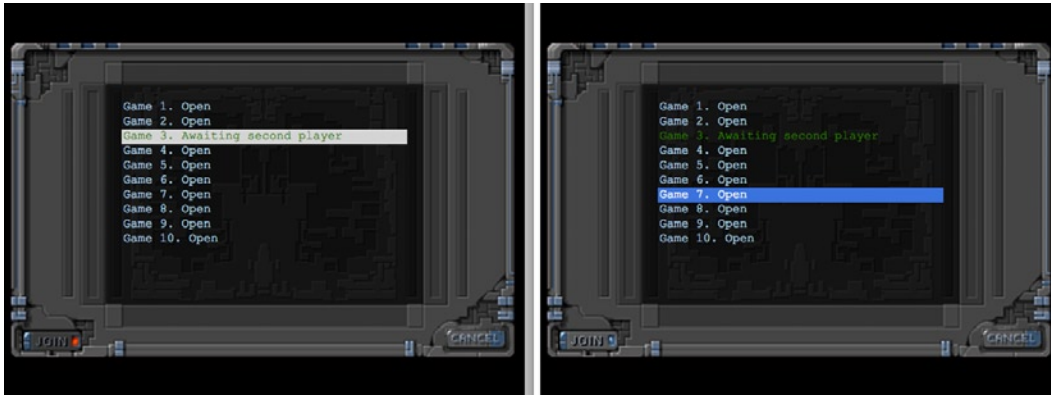 Game 1. Open
Game 2. Open
Game 3. Awaiting second player
Game 4. Open
Game 5. Open
Game 6. Open
Game 7. Open
Game 8. Open
Game 9. Open
Game 10. Open
JOIN
CANCEL
Game 1. Open
Game 2. Open
Game 3. Awaiting second player
Game 4. Open
Game 5. Open
Game 6. Open
Game 7. Open
Game 8. Open
Game 9. Open
Game 10. Open
JOIN
CANCEL